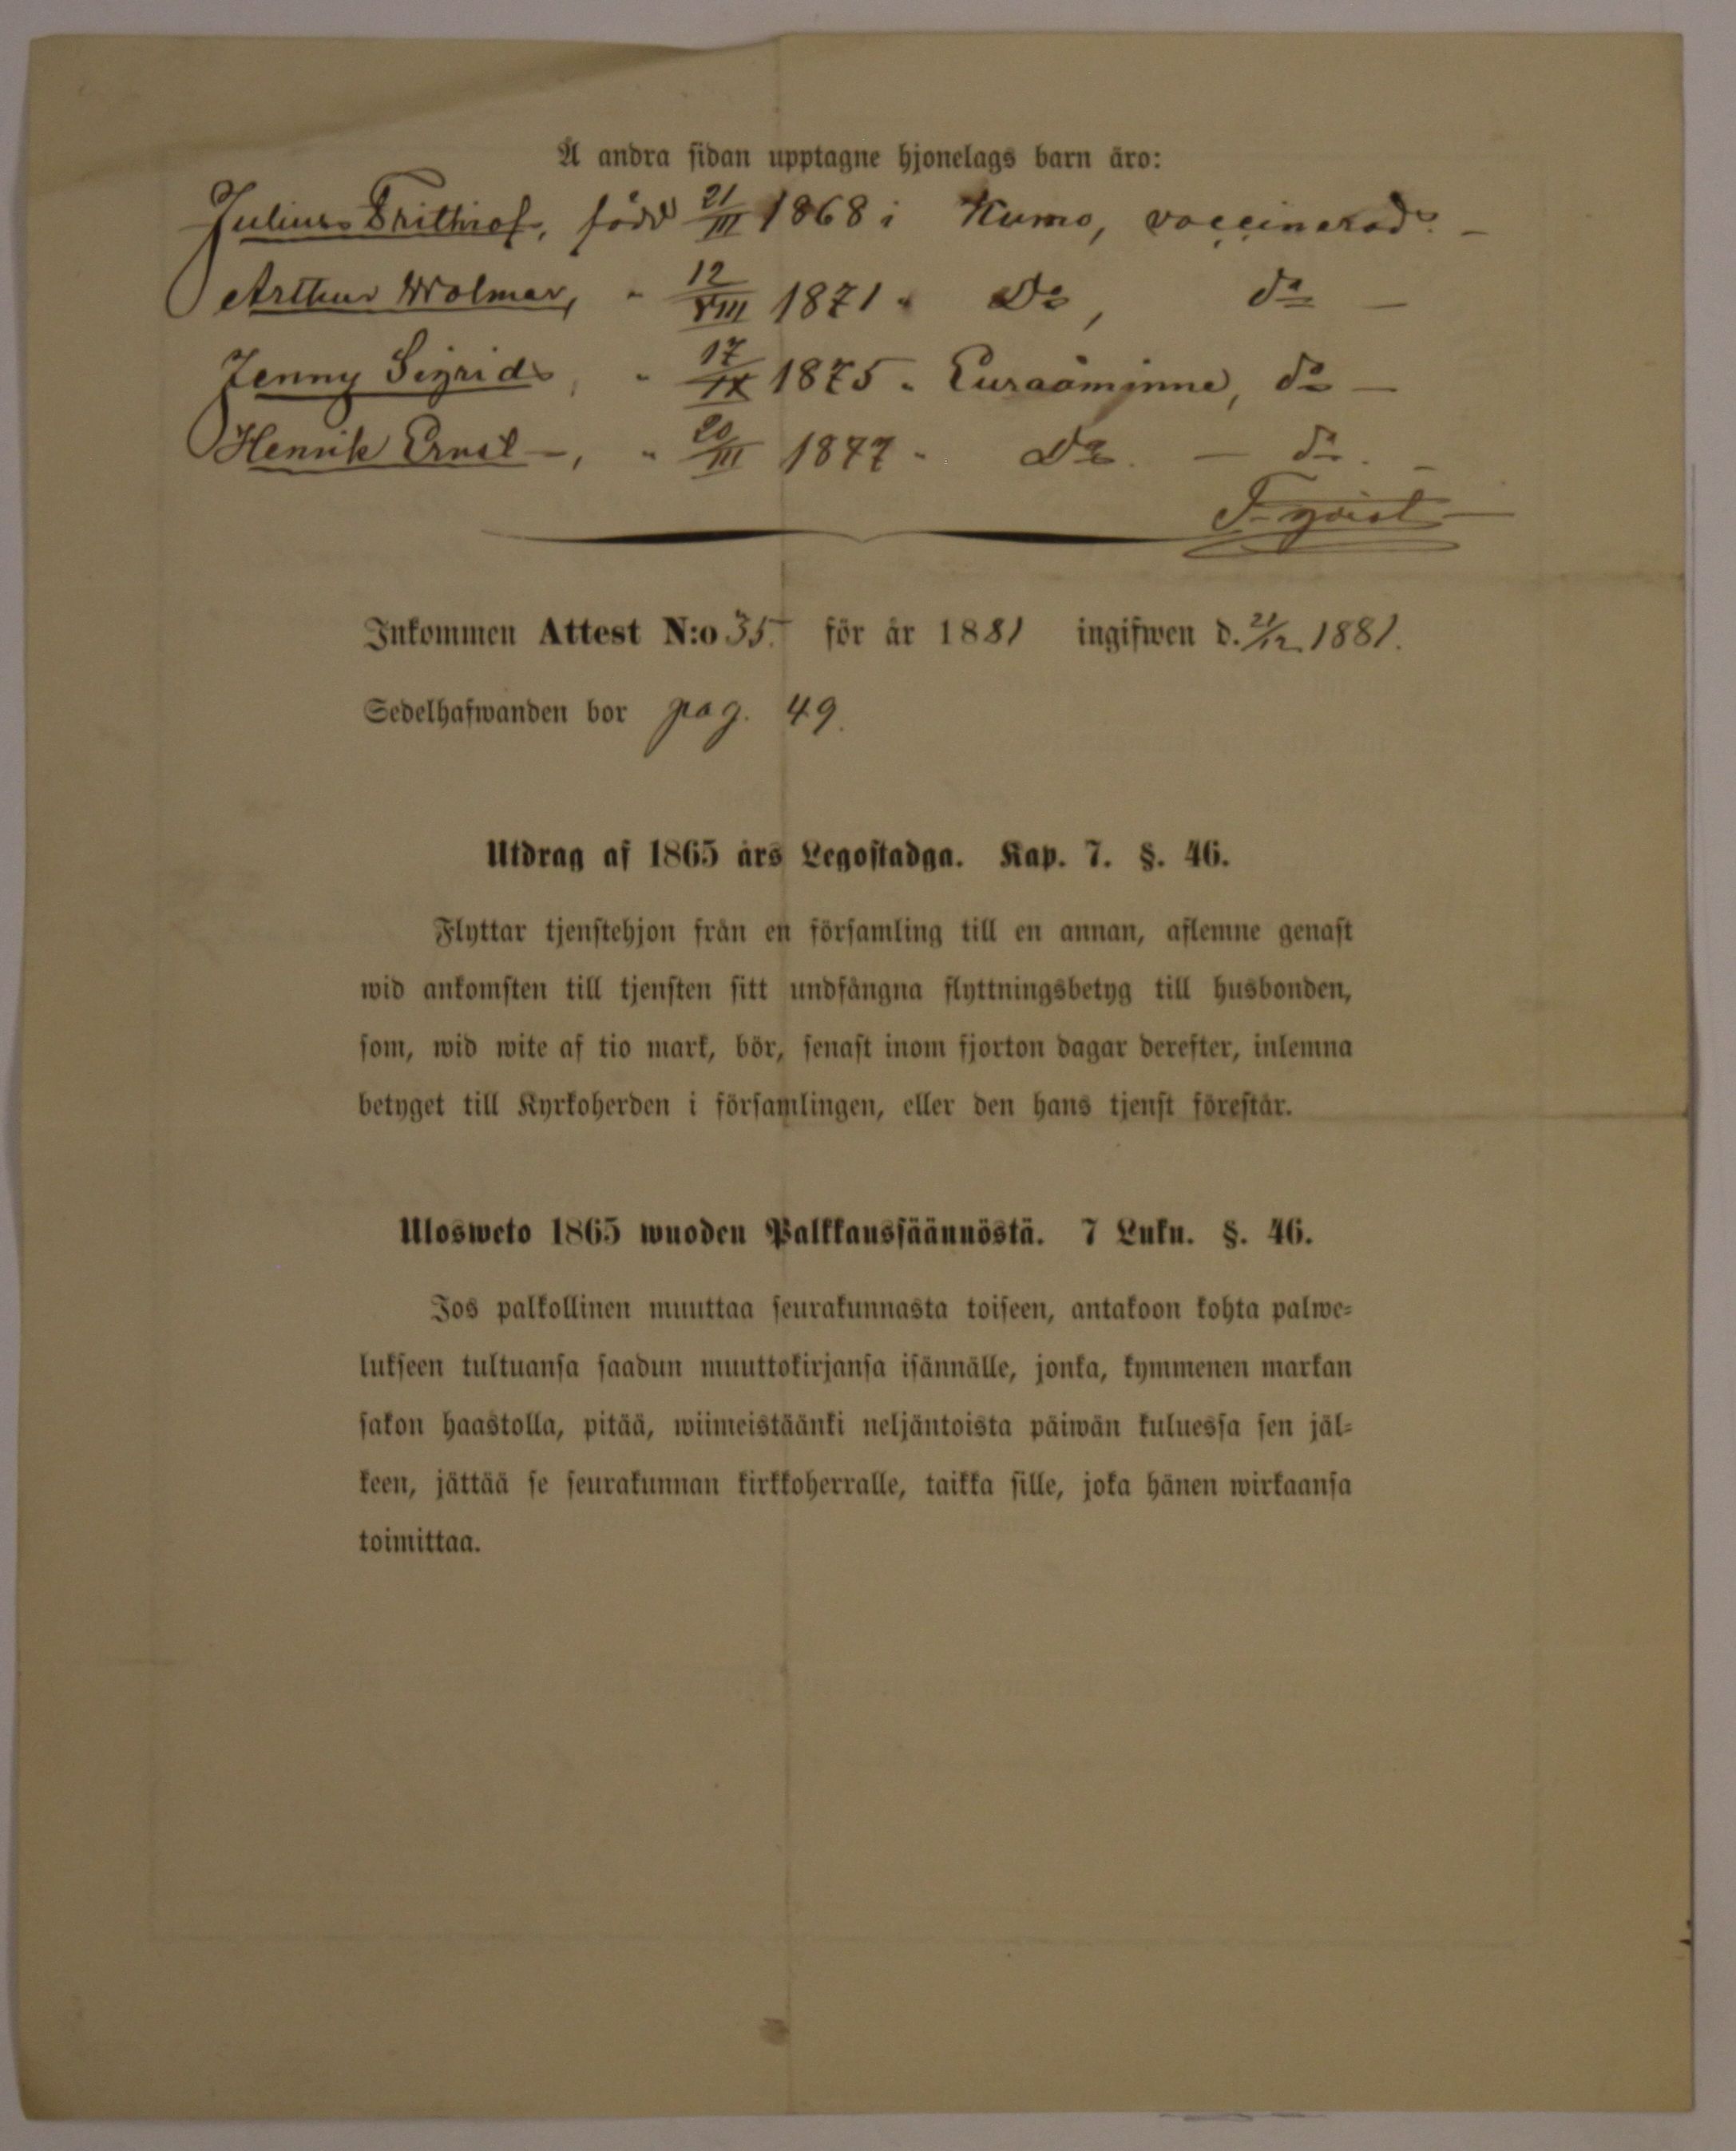 Å andra sidan upptagne hjonelags barn äro:
Julius Frithiof, född 21/III 1868 i Kumo, vaccinerad. –
Arthur Wolmar, " 12/VIII 1871 " Do, do –
Jenny Sigrid, " 17/IX 1875 " Euraåminne, do –
Henrik Ernst –, " 20/III 1877 " Do. – do. –
Inkommen Attest N:o 35. för år 1881 ingifwen d. 21/12 1881.
Sedelhafwanden bor pag. 49.
Utdrag af 1865 års Legostadga. Kap. 7. §. 46.
Flyttar tjenstehjon från en församling till en annan, aflemne genast
wid ankomsten till tjensten sitt undfångna flyttningsbetyg till husbonden,
som, wid wite af tio mark, bör, senast inom fjorton dagar derefter, inlemna
betyget till Kyrkoherden i församlingen, eller den hans tjenst förestår.
Ulosweto 1865 wuoden Palkkaussäännöstä. 7 Luku. §. 46.
Jos palkollinen muuttaa seurakunnasta toiseen, antakoon kohta palwe-
lukseen tultuansa saadun muuttokirjansa isännälle, jonka, kymmenen markan
sakon haastolla, pitää, wiimeistäänki neljäntoista päiwän kuluessa sen jäl-
keen, jättää se seurakunnan kirkkoherralle, taikka sille, joka hänen wirkaansa
toimittaa.